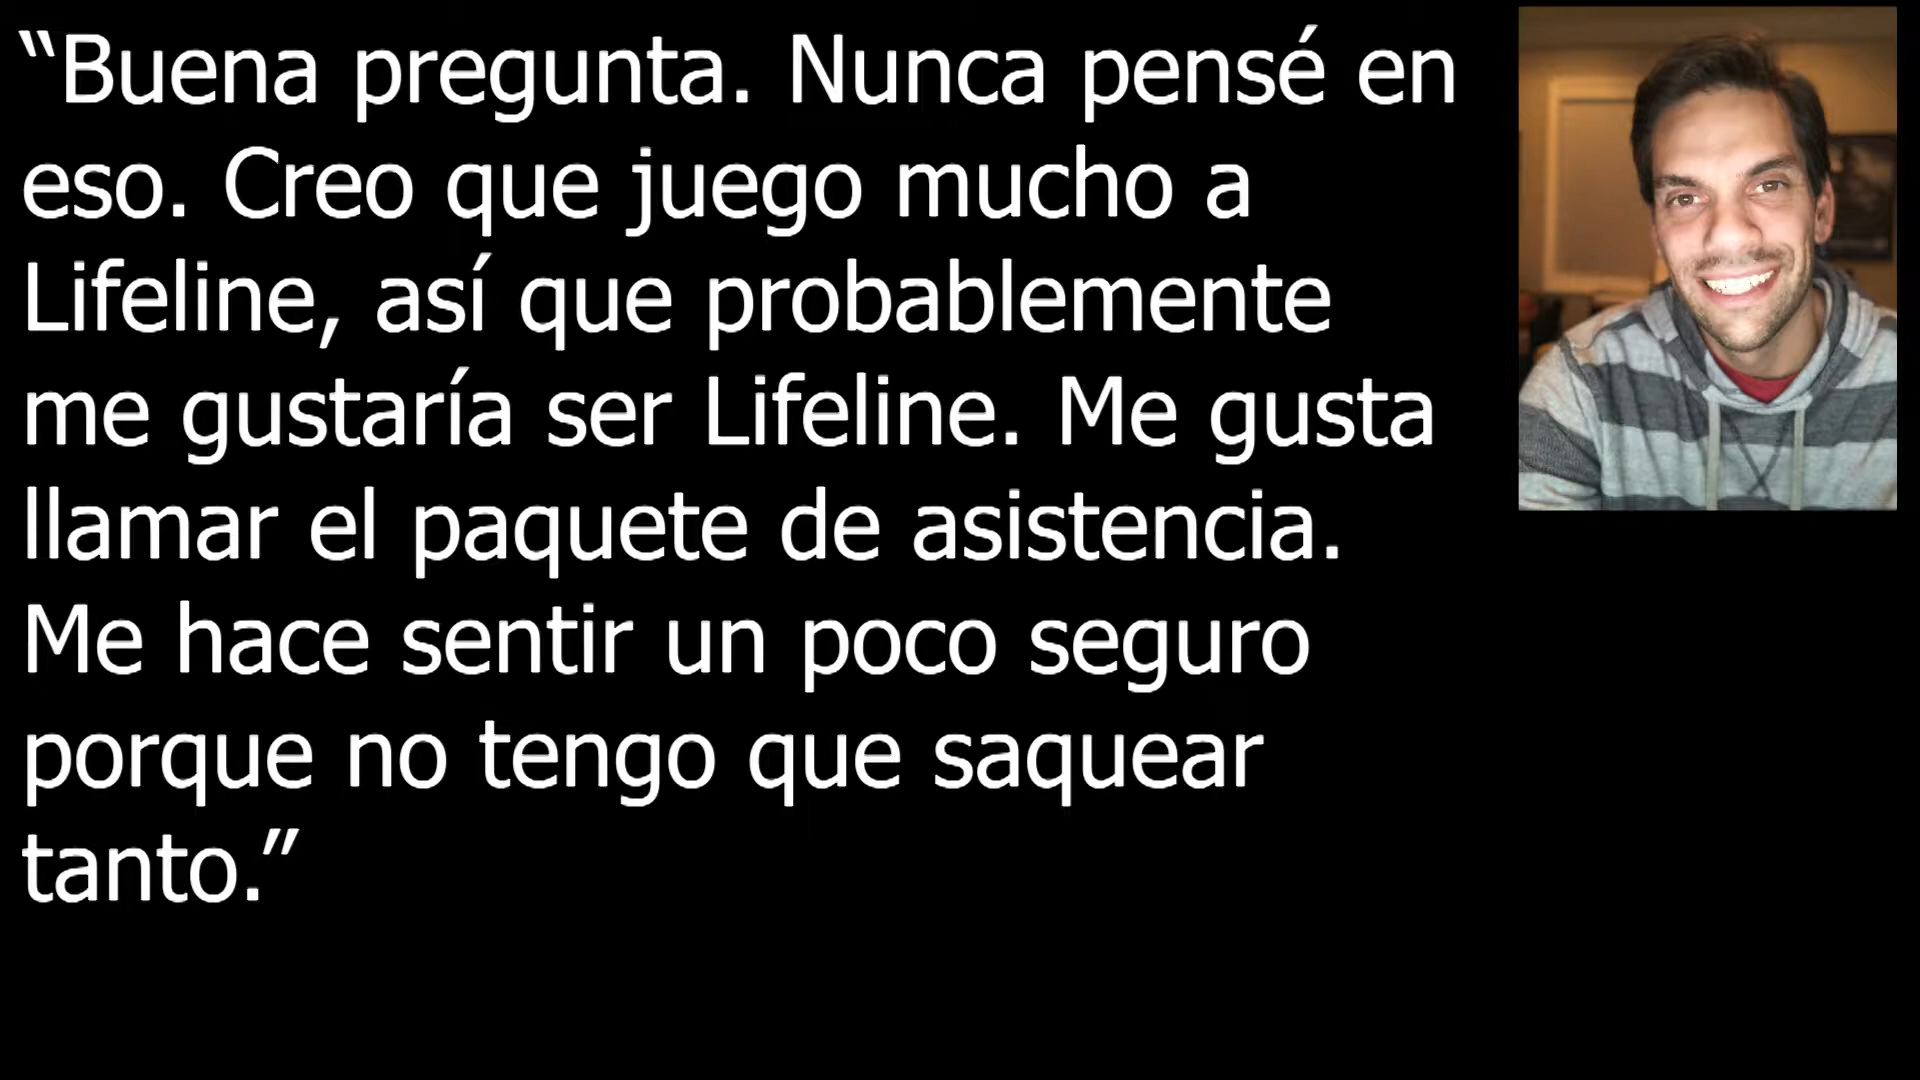 “Buena pregunta. Nunca pensé en
eso. Creo que juego mucho a
Lifeline, así que probablemente
me gustaría ser Lifeline. Me gusta
llamar el paquete de asistencia.
Me hace sentir un poco seguro
porque no tengo que saquear
tanto.”